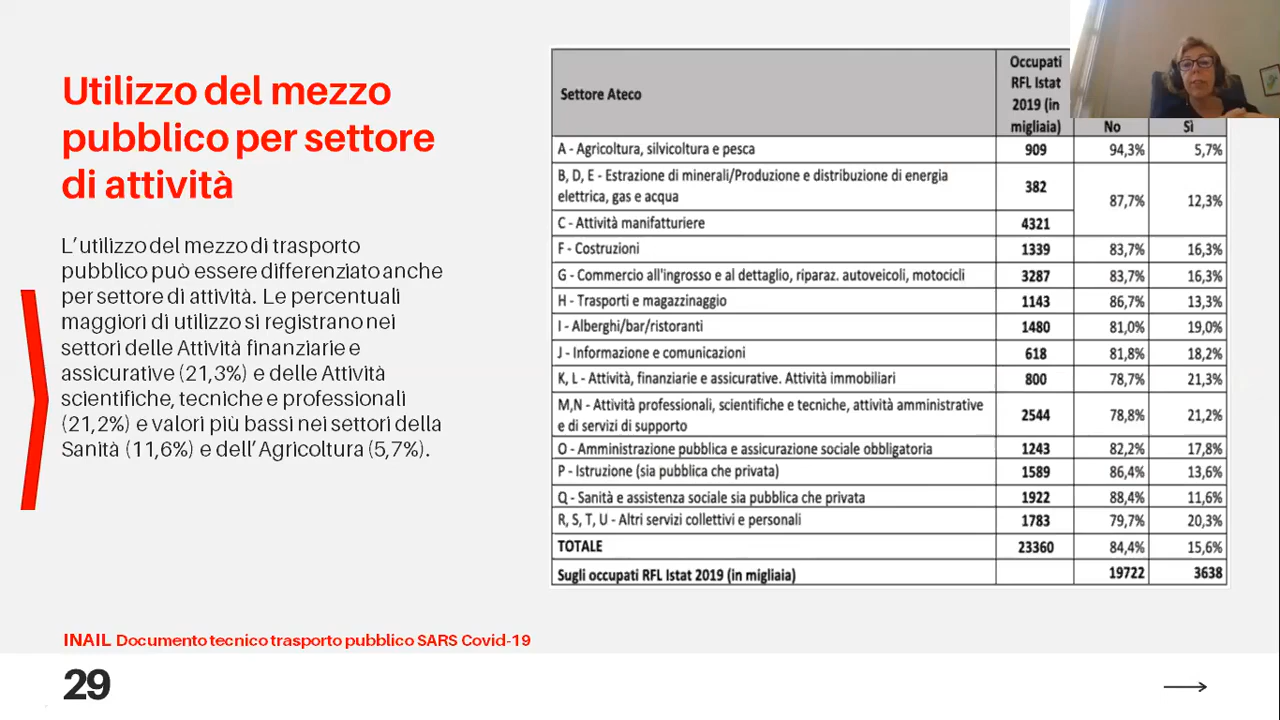 Utilizzo del mezzo
pubblico per settore
di attività
L’utilizzo del mezzo di trasporto
pubblico può essere differenziato anche
per settore di attività. Le percentuali
maggiori di utilizzo si registrano nei
settori delle Attività finanziarie e
assicurative (21,3%) e delle Attività
scientifiche, tecniche e professionali
(21,2%) e valori più bassi nei settori della
Sanità (11,6%) e dell’Agricoltura (5,7%).
Settore Ateco
Occupati
RFL Istat
2019 (in
migliaia)
No Sì
A - Agricoltura, silvicoltura e pesca 909 94,3% 5,7%
B, D, E - Estrazione di minerali/Produzione e distribuzione di energia
elettrica, gas e acqua 382
87,7% 12,3%
C - Attività manifatturiere 4321
F - Costruzioni 1339 83,7% 16,3%
G - Commercio all'ingrosso e al dettaglio, riparaz. autoveicoli, motocicli 3287 83,7% 16,3%
H - Trasporti e magazzinaggio 1143 86,7% 13,3%
I - Alberghi/bar/ristoranti 1480 81,0% 19,0%
J - Informazione e comunicazioni 618 81,8% 18,2%
K, L - Attività, finanziarie e assicurative. Attività immobiliari 800 78,7% 21,3%
M,N - Attività professionali, scientifiche e tecniche, attività amministrative
e di servizi di supporto 2544 78,8% 21,2%
O - Amministrazione pubblica e assicurazione sociale obbligatoria 1243 82,2% 17,8%
P - Istruzione (sia pubblica che privata) 1589 86,4% 13,6%
Q - Sanità e assistenza sociale sia pubblica che privata 1922 88,4% 11,6%
R, S, T, U - Altri servizi collettivi e personali 1783 79,7% 20,3%
TOTALE 23360 84,4% 15,6%
Sugli occupati RFL Istat 2019 (in migliaia) 19722 3638
INAIL Documento tecnico trasporto pubblico SARS Covid-19
29